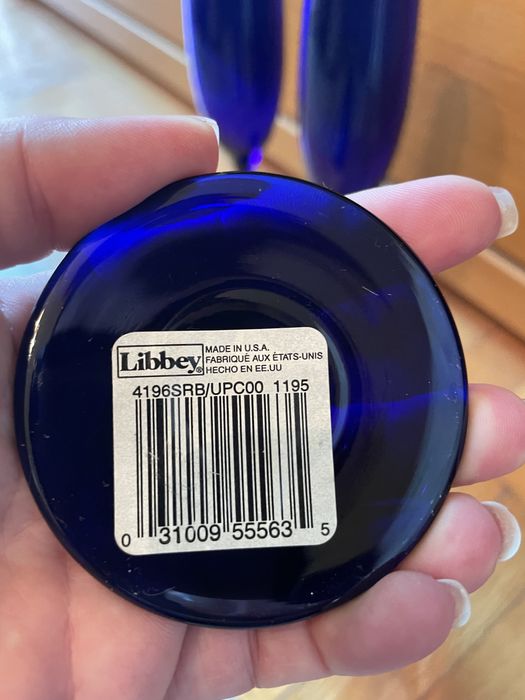 Libbey®
MADE IN U.S.A.
FABRIQUÉ AUX ÉTATS-UNIS
HECHO EN EE.UU
4196SRB/UPC00 1195
0 31009 55563 5